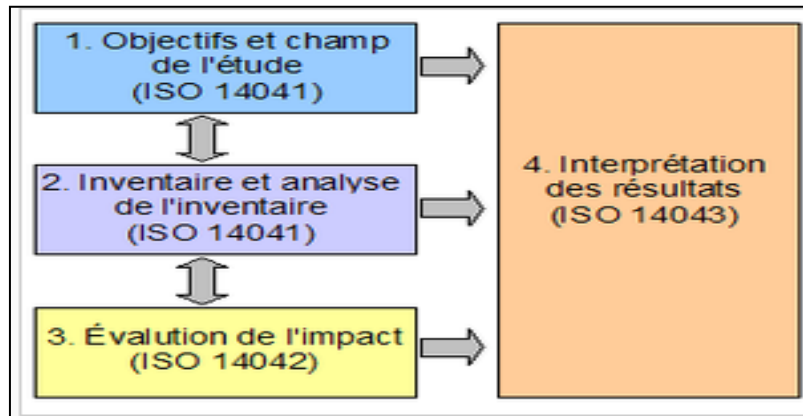 1. Objectifs et champ
de l'étude
(ISO 14041)
2. Inventaire et analyse
de l'inventaire
(ISO 14041)
3. Évalution de l'impact
(ISO 14042)
4. Interprétation
des résultats
(ISO 14043)